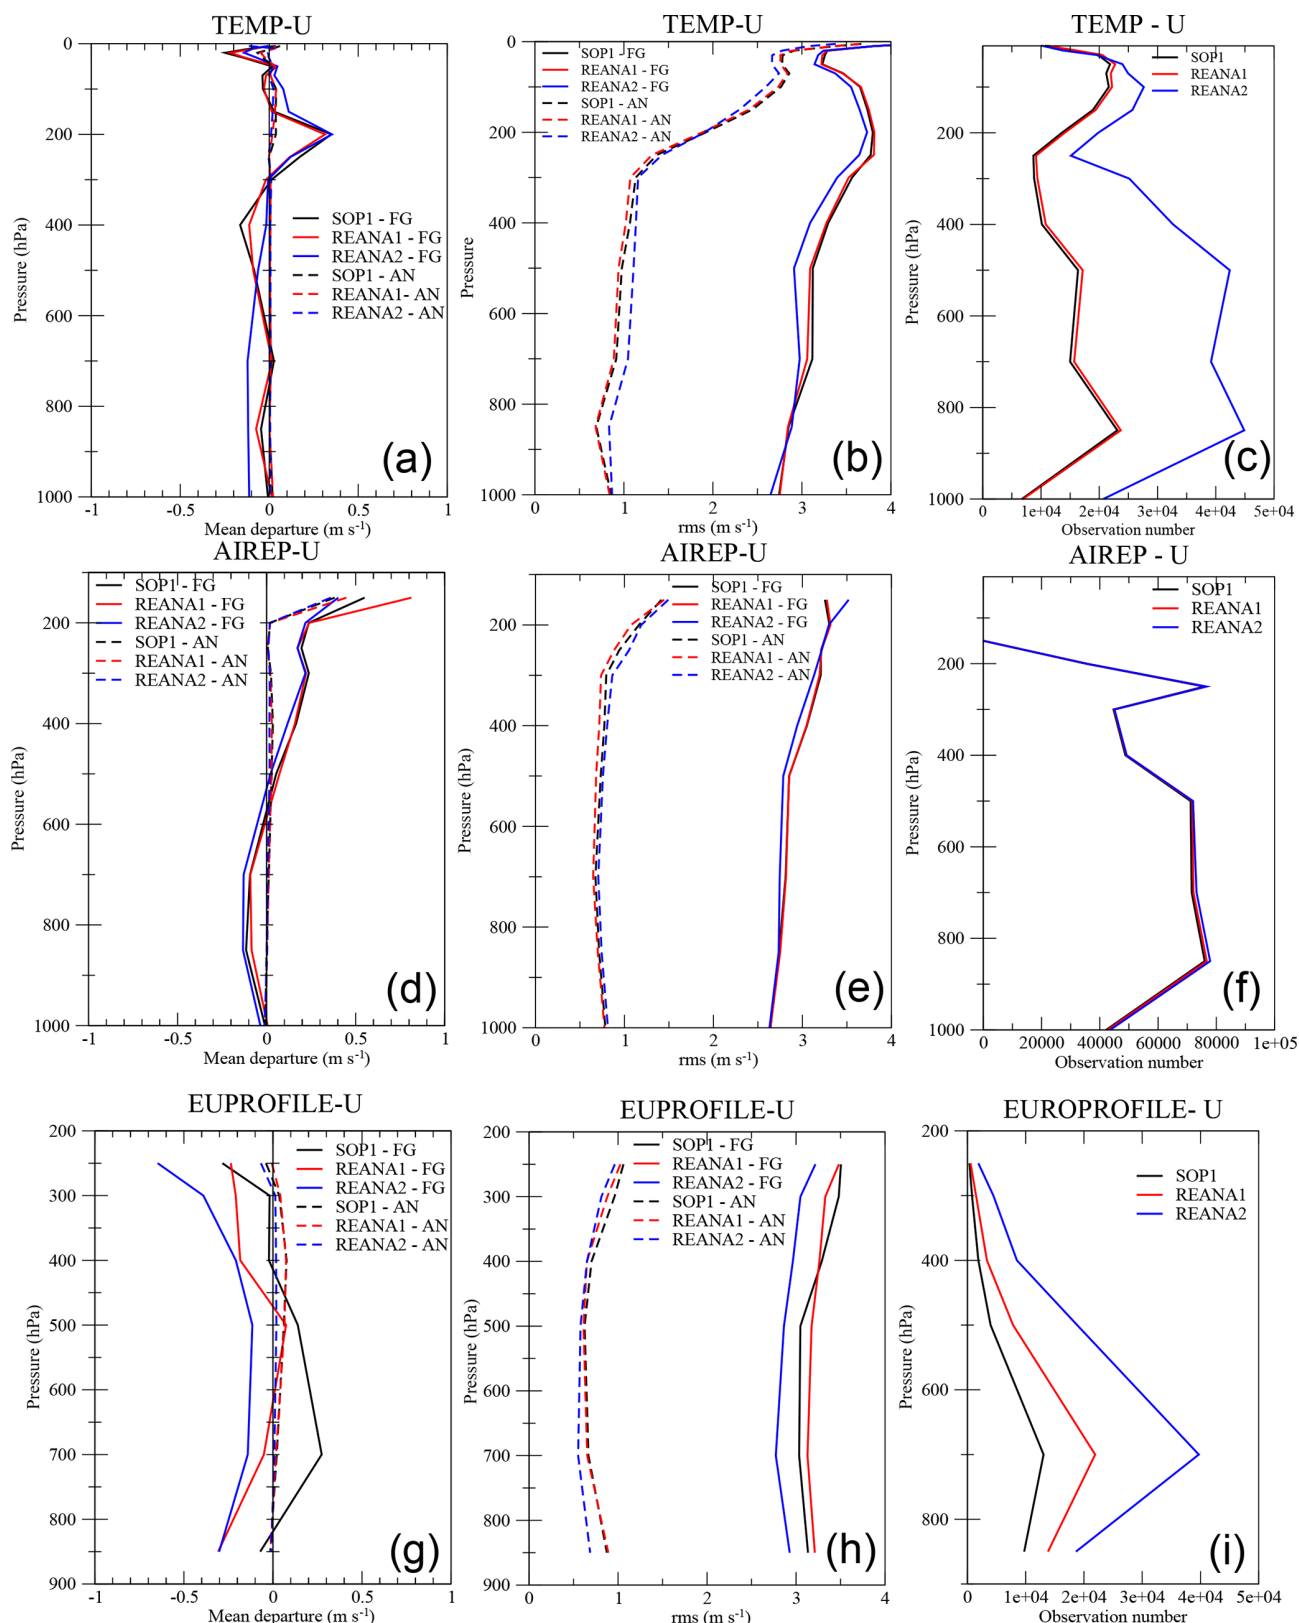 TEMP-U
0
200
400
600
800
1000
Pressure (hPa)
SOP1 - FG
REANA1 - FG
REANA2 - FG
SOP1 - AN
REANA1- AN
REANA2 - AN
(a)
-1
-0.5
0
0.5
1
Mean departure (m s-1)
TEMP-U
0
200
400
600
800
1000
Pressure
SOP1 - FG
REANA1 - FG
REANA2 - FG
SOP1 - AN
REANA1 - AN
REANA2 - AN
(b)
0
1
2
3
4
rms (m s-1)
TEMP - U
0
200
400
600
800
1000
Pressure (hPa)
SOP1
REANA1
REANA2
(c)
1e+04
2e+04
3e+04
4e+04
5e+04
Observation number
AIREP-U
200
400
600
800
1000
Pressure (hPa)
SOP1 - FG
REANA1 - FG
REANA2 - FG
SOP1 - AN
REANA1 - AN
REANA2 - AN
(d)
-1
-0.5
0
0.5
1
Mean departure (m s-1)
AIREP-U
200
400
600
800
1000
Pressure (hPa)
SOP1 - FG
REANA1 - FG
REANA2 - FG
SOP1 - AN
REANA1 - AN
REANA2 - AN
(e)
0
1
2
3
4
rms (m s-1)
AIREP - U
200
400
600
800
1000
Pressure (hPa)
SOP1
REANA1
REANA2
(f)
0
20000
40000
60000
80000
1e+05
Observation number
EUPROFILE-U
200
300
400
500
600
700
800
900
Pressure (hPa)
SOP1 - FG
REANA1 - FG
REANA2 - FG
SOP1 - AN
REANA1 - AN
REANA2 - AN
(g)
-1
-0.5
0
0.5
1
Mean departure (m s-1)
EUPROFILE-U
200
300
400
500
600
700
800
900
Pressure (hPa)
SOP1 - FG
REANA1 - FG
REANA2 - FG
SOP1 - AN
REANA1 - AN
REANA2 - AN
(h)
0
1
2
3
4
rms (m s-1)
EUROPROFILE- U
200
400
600
800
Pressure (hPa)
SOP1
REANA1
REANA2
(i)
0
1e+04
2e+04
3e+04
4e+04
5e+04
Observation number